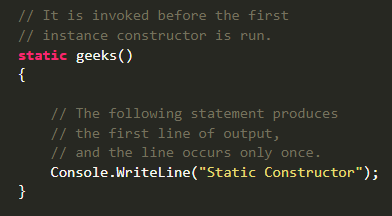 // It is invoked before the first
// instance constructor is run.
static geeks()
{
// The following statement produces
// the first line of output,
// and the line occurs only once.
Console.WriteLine("Static Constructor");
}